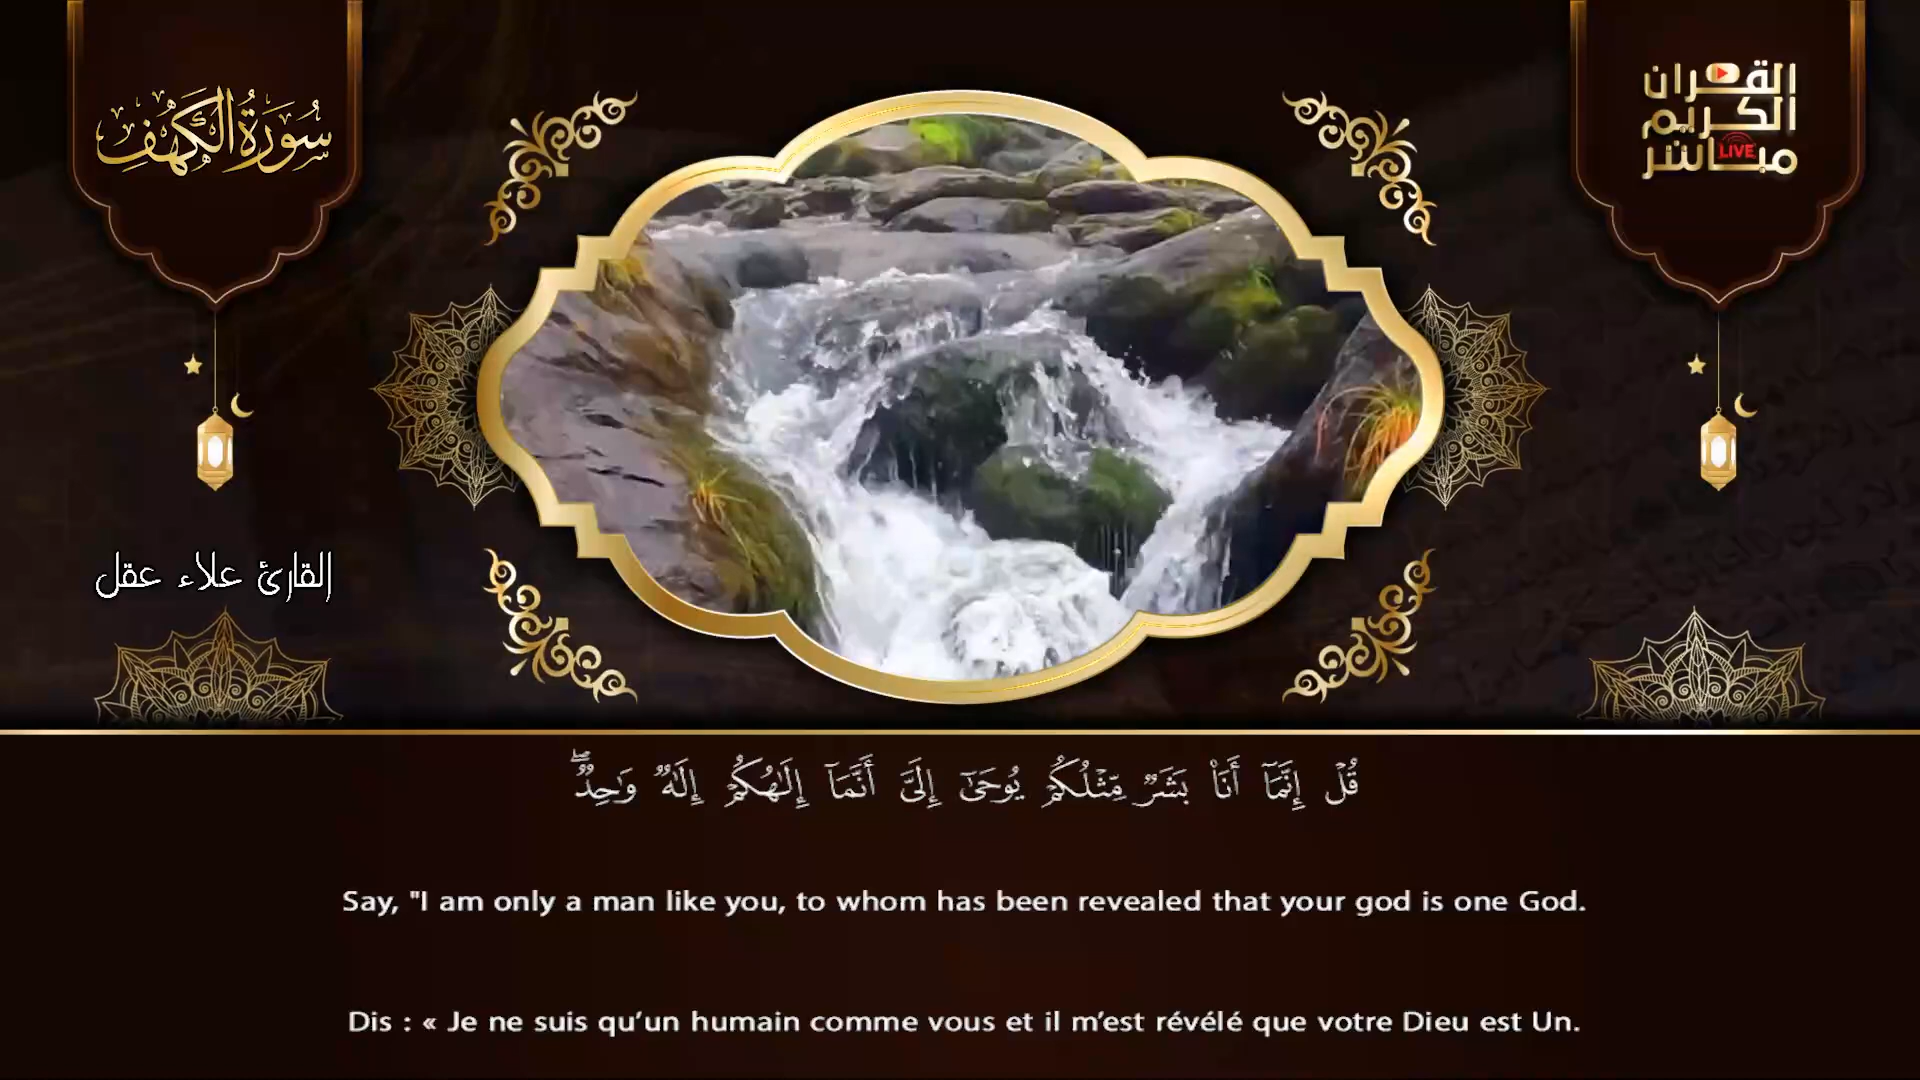 سُورَةُ الكَهْفِ
القرآن
الكريم
مباشر
LIVE
القارئ علاء عقل
قُلْ إِنَّمَآ أَنَا۠ بَشَرٌ مِّثْلُكُمْ يُوحَىٰٓ إِلَىَّ أَنَّمَآ إِلَٰهُكُمْ إِلَٰهٌ وَٰحِدٌ ۖ
Say, "I am only a man like you, to whom has been revealed that your god is one God.
Dis : « Je ne suis qu’un humain comme vous et il m’est révélé que votre Dieu est Un.